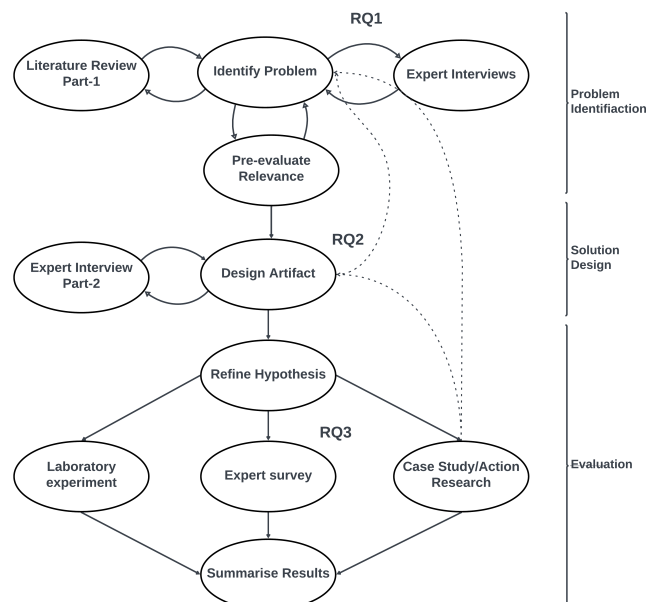 RQ1
Literature Review
Part-1
Identify Problem
Expert Interviews
Problem
Identifiaction
Pre-evaluate
Relevance
RQ2
Expert Interview
Part-2
Design Artifact
Solution
Design
Refine Hypothesis
RQ3
Laboratory
experiment
Expert survey
Case Study/Action
Research
Evaluation
Summarise Results